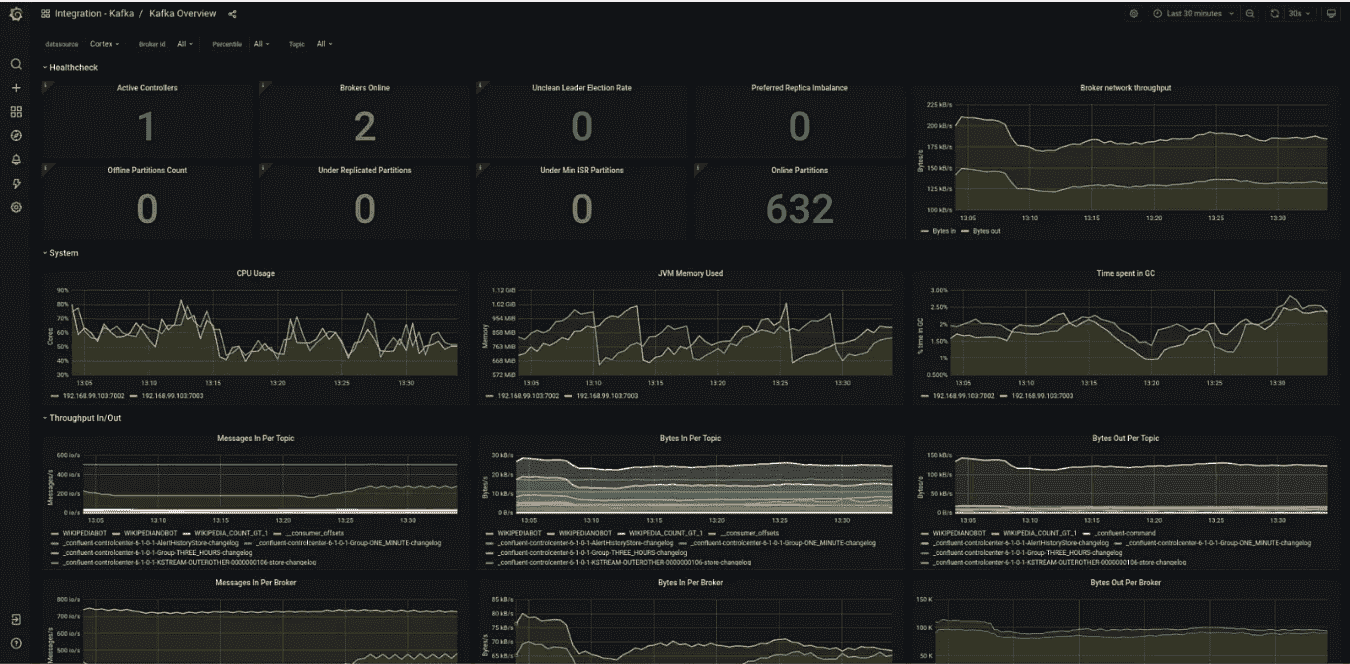 Integration - Kafka / Kafka Overview
Last 30 minutes
30s
datasource Cortex Broker id All Percentile All Topic All
Healthcheck
Active Controllers
1
Brokers Online
2
Unclean Leader Election Rate
0
Preferred Replica Imbalance
0
Offline Partitions Count
0
Under Replicated Partitions
0
Under Min ISR Partitions
0
Online Partitions
632
Broker network throughput
225 kB/s
200 kB/s
175 kB/s
150 kB/s
125 kB/s
100 kB/s
Bytes/s
13:05 13:10 13:15 13:20 13:25 13:30
Bytes in Bytes out
System
CPU Usage
90%
80%
70%
60%
50%
40%
30%
Cores
13:05 13:10 13:15 13:20 13:25 13:30
192.168.99.103:7002 192.168.99.103:7003
JVM Memory Used
1.12 GiB
1.02 GiB
954 MiB
858 MiB
763 MiB
668 MiB
572 MiB
Memory
13:05 13:10 13:15 13:20 13:25 13:30
192.168.99.103:7002 192.168.99.103:7003
Time spent in GC
3.00%
2.50%
2%
1.50%
1%
0.500%
% time in GC
13:05 13:10 13:15 13:20 13:25 13:30
192.168.99.103:7002 192.168.99.103:7003
Throughput In/Out
Messages In Per Topic
600 io/s
400 io/s
200 io/s
0 io/s
Messages/s
13:05 13:10 13:15 13:20 13:25 13:30
WIKIPEDIABOT WIKIPEDIANOBOT WIKIPEDIA_COUNT_GT_1 __consumer_offsets
_confluent-controlcenter-6-1-0-1-AlertHistoryStore-changelog _confluent-controlcenter-6-1-0-1-Group-ONE_MINUTE-changelog
_confluent-controlcenter-6-1-0-1-Group-THREE_HOURS-changelog
_confluent-controlcenter-6-1-0-1-KSTREAM-OUTEROTHER-0000000106-store-changelog
Bytes In Per Topic
30 kB/s
20 kB/s
10 kB/s
0 B/s
Bytes/s
13:05 13:10 13:15 13:20 13:25 13:30
WIKIPEDIABOT WIKIPEDIANOBOT WIKIPEDIA_COUNT_GT_1 __consumer_offsets
_confluent-controlcenter-6-1-0-1-AlertHistoryStore-changelog _confluent-controlcenter-6-1-0-1-Group-ONE_MINUTE-changelog
_confluent-controlcenter-6-1-0-1-Group-THREE_HOURS-changelog
_confluent-controlcenter-6-1-0-1-KSTREAM-OUTEROTHER-0000000106-store-changelog
Bytes Out Per Topic
150 kB/s
100 kB/s
50 kB/s
0 B/s
Bytes/s
13:05 13:10 13:15 13:20 13:25 13:30
WIKIPEDIABOT WIKIPEDIANOBOT WIKIPEDIA_COUNT_GT_1 _confluent-command
_confluent-controlcenter-6-1-0-1-AlertHistoryStore-changelog _confluent-controlcenter-6-1-0-1-Group-ONE_MINUTE-changelog
_confluent-controlcenter-6-1-0-1-Group-THREE_HOURS-changelog
_confluent-controlcenter-6-1-0-1-KSTREAM-OUTEROTHER-0000000106-store-changelog
Messages In Per Broker
800 io/s
700 io/s
600 io/s
500 io/s
Messages/s
Bytes In Per Broker
85 kB/s
80 kB/s
75 kB/s
70 kB/s
65 kB/s
Bytes/s
Bytes Out Per Broker
150 K
100 K
50 K